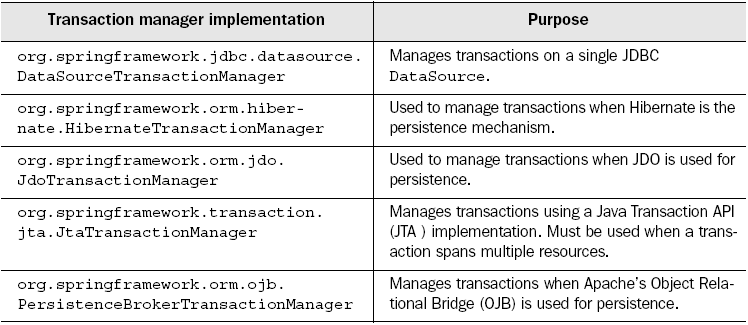 Transaction manager implementation
Purpose
org.springframework.jdbc.datasource.
DataSourceTransactionManager
Manages transactions on a single JDBC
DataSource.
org.springframework.orm.hiber-
nate.HibernateTransactionManager
Used to manage transactions when Hibernate is the
persistence mechanism.
org.springframework.orm.jdo.
JdoTransactionManager
Used to manage transactions when JDO is used for
persistence.
org.springframework.transaction.
jta.JtaTransactionManager
Manages transactions using a Java Transaction API
(JTA ) implementation. Must be used when a trans-
action spans multiple resources.
org.springframework.orm.ojb.
PersistenceBrokerTransactionManager
Manages transactions when Apache's Object Rela-
tional Bridge (OJB) is used for persistence.